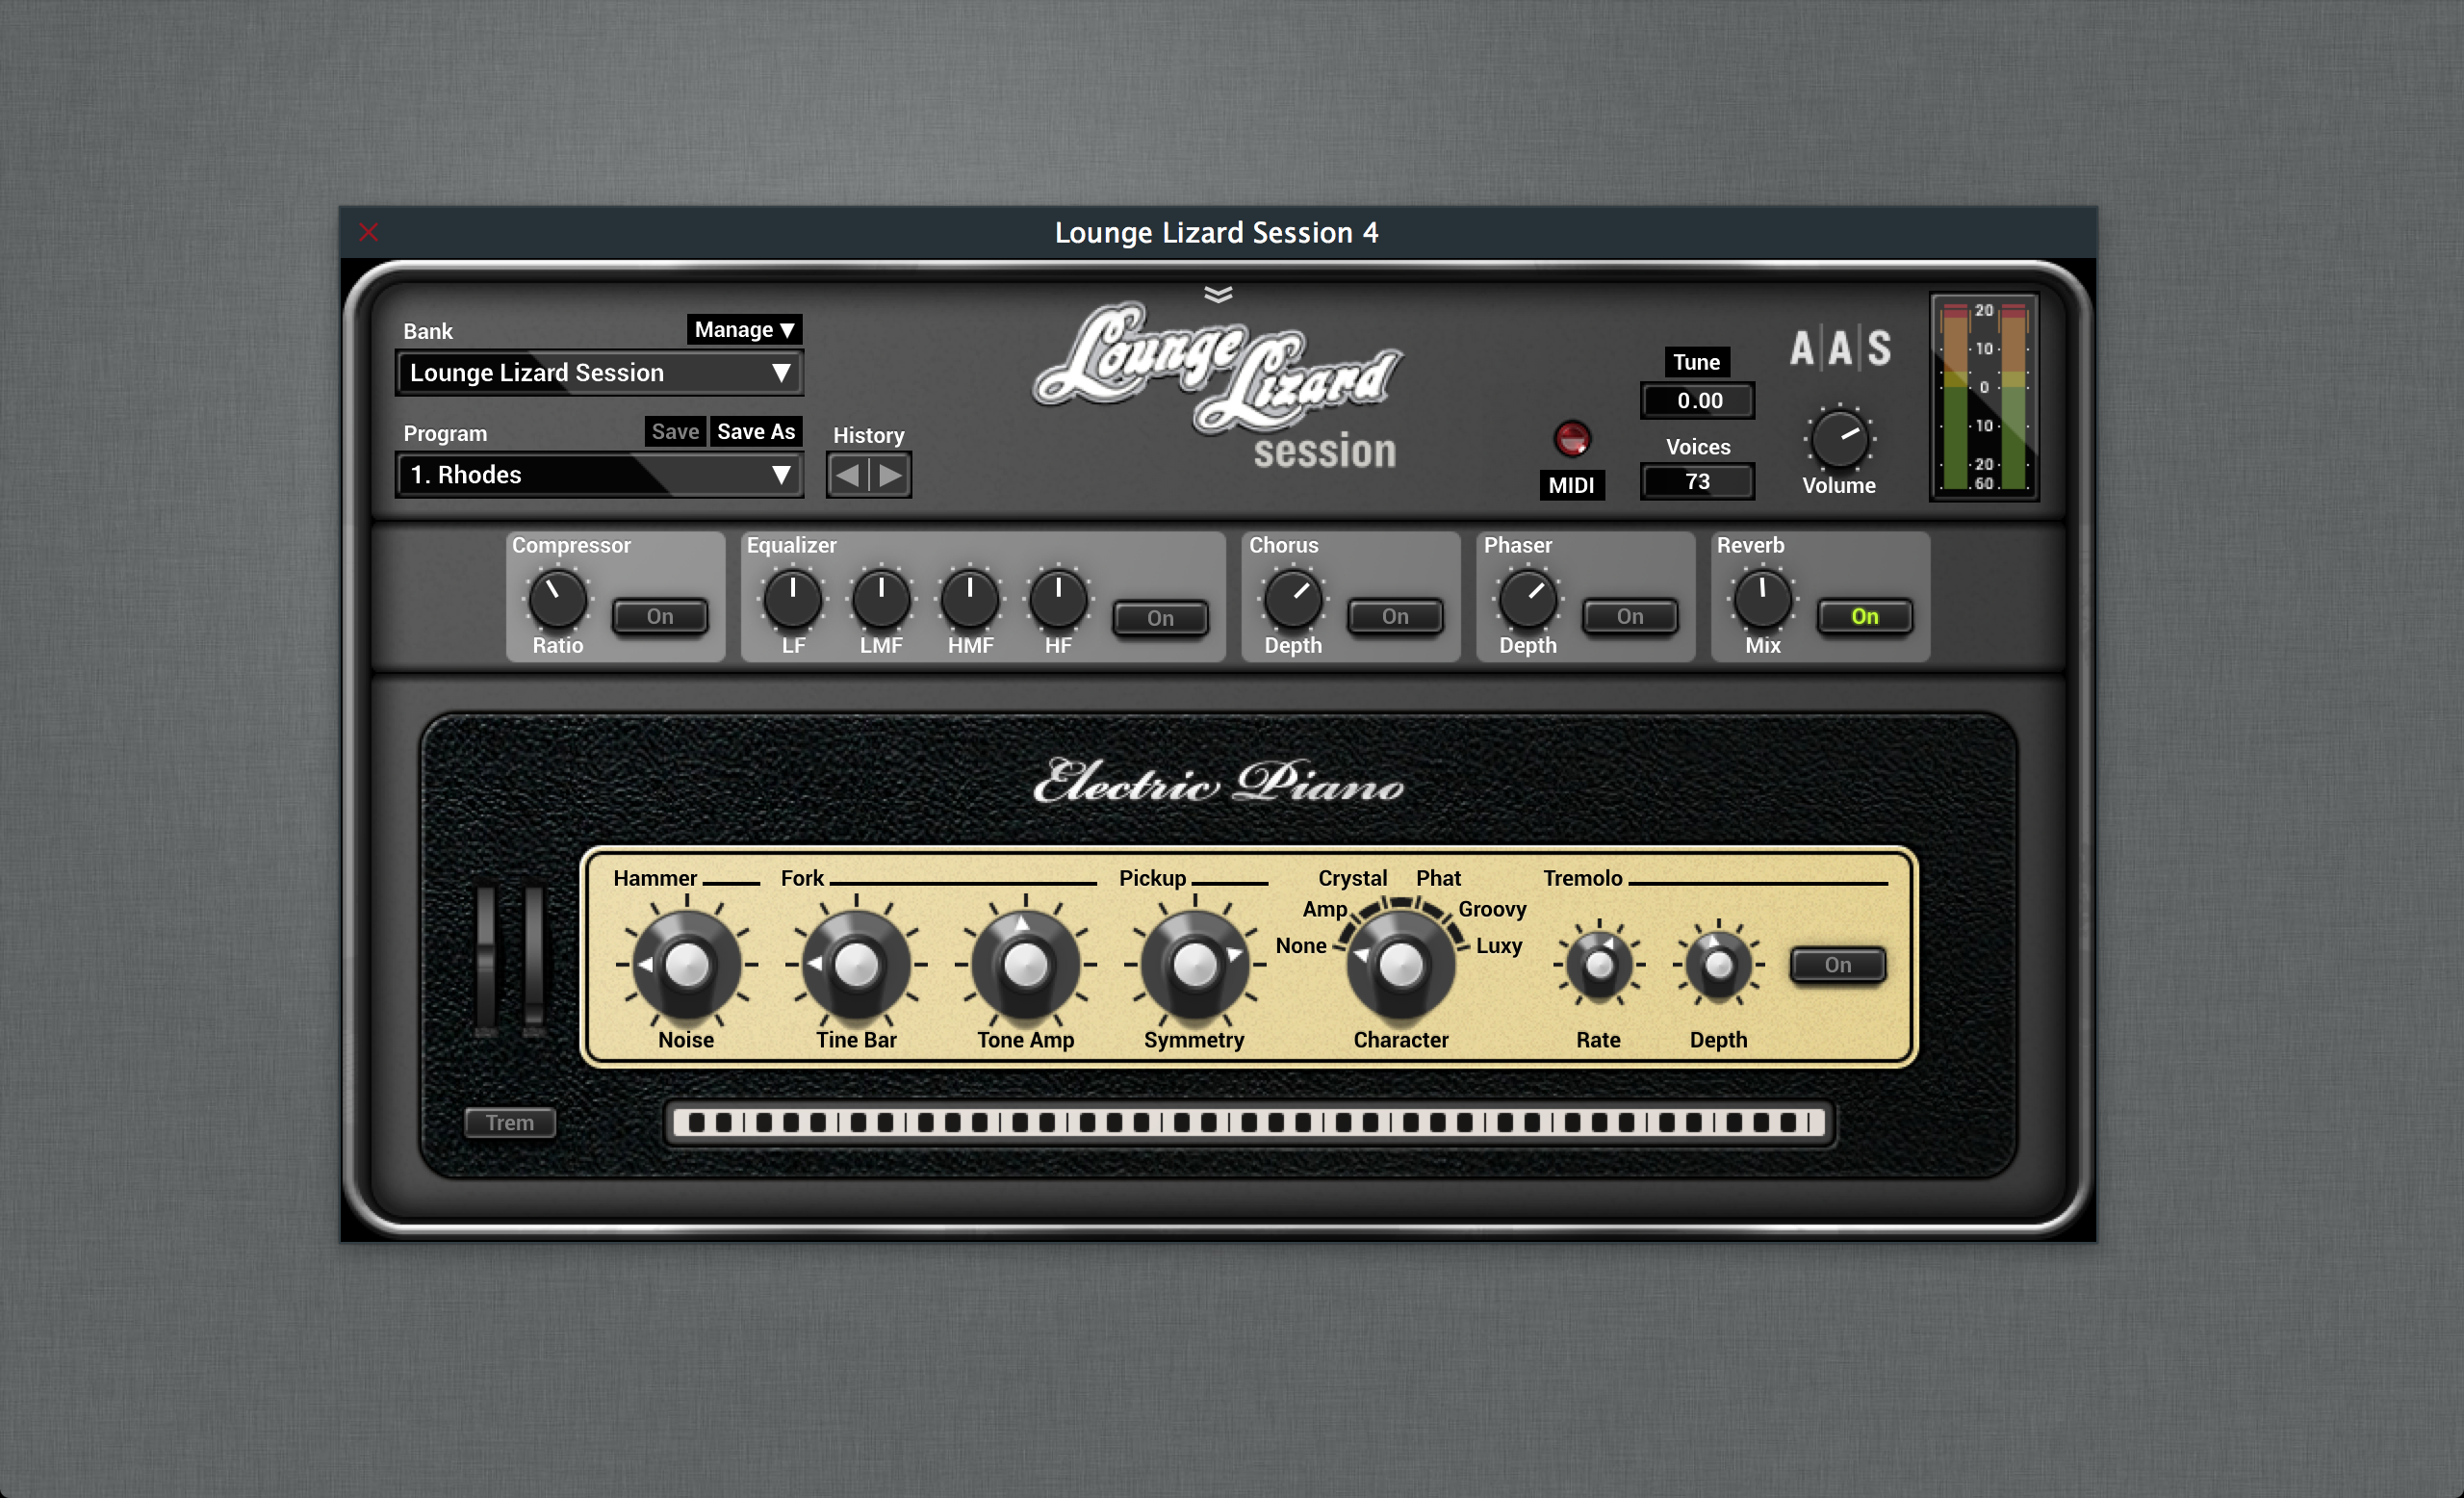 Lounge Lizard Session 4
Bank
Manage ▼
Lounge Lizard Session
Program
Save
Save As
1. Rhodes
History
Lounge
Lizard
session
MIDI
Tune
0.00
Voices
73
A|A|S
Volume
20
10
0
10
20
60
Compressor
Ratio
On
Equalizer
LF
LMF
HMF
HF
On
Chorus
Depth
On
Phaser
Depth
On
Reverb
Mix
On
Electric Piano
Hammer
Noise
Fork
Tine Bar
Tone Amp
Pickup
Symmetry
Crystal
Phat
Amp
Groovy
None
Luxy
Character
Tremolo
Rate
Depth
On
Trem